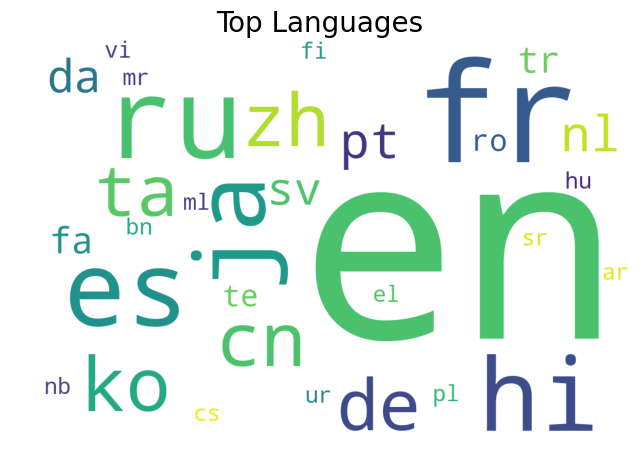 Top Languages
vi
fi
da
mr
tr
ru
zh
fr
pt
ro
nl
ta
ml
ja
sv
hu
bn
fa
en
sr
es
te
el
ar
cn
ko
nb
cs
ur
de
pl
hi